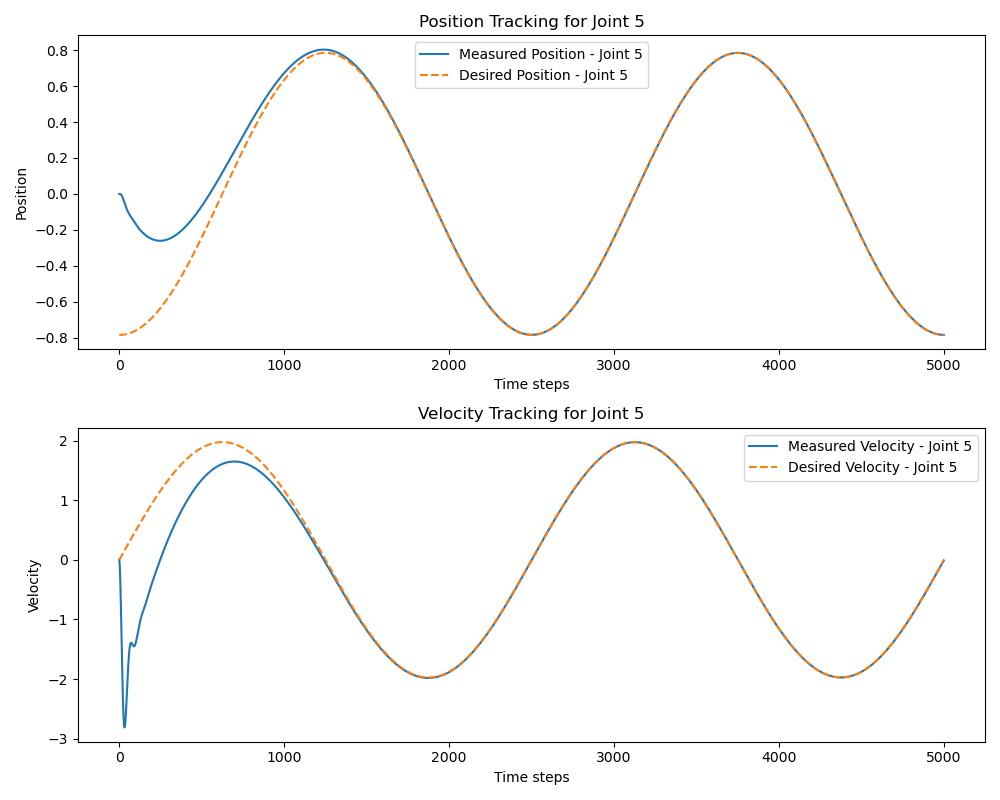 Position Tracking for Joint 5
Measured Position - Joint 5
Desired Position - Joint 5
Position
0.8
0.6
0.4
0.2
0.0
−0.2
−0.4
−0.6
−0.8
0 1000 2000 3000 4000 5000
Time steps
Velocity Tracking for Joint 5
Measured Velocity - Joint 5
Desired Velocity - Joint 5
Velocity
2
1
0
−1
−2
−3
0 1000 2000 3000 4000 5000
Time steps